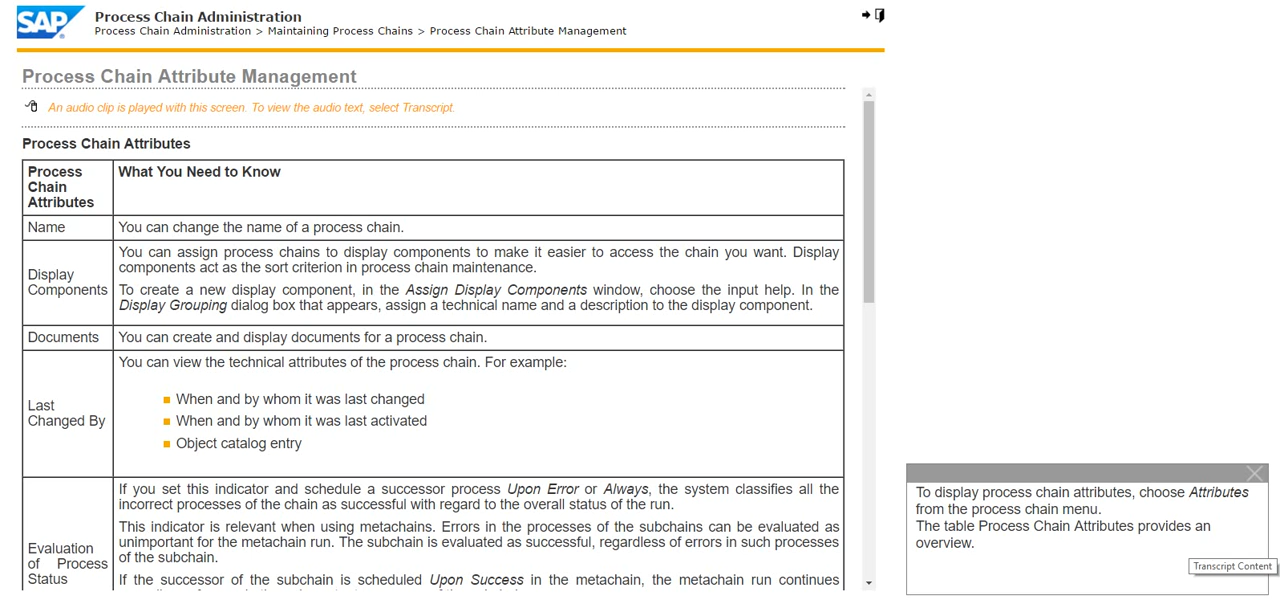 SAP
Process Chain Administration
Process Chain Administration > Maintaining Process Chains > Process Chain Attribute Management
Process Chain Attribute Management
An audio clip is played with this screen. To view the audio text, select Transcript.
Process Chain Attributes
Process
Chain
Attributes
What You Need to Know
Name
You can change the name of a process chain.
Display
Components
You can assign process chains to display components to make it easier to access the chain you want. Display
components act as the sort criterion in process chain maintenance.
To create a new display component, in the Assign Display Components window, choose the input help. In the
Display Grouping dialog box that appears, assign a technical name and a description to the display component.
Documents
You can create and display documents for a process chain.
Last
Changed By
You can view the technical attributes of the process chain. For example:
When and by whom it was last changed
When and by whom it was last activated
Object catalog entry
Evaluation
of Process
Status
If you set this indicator and schedule a successor process Upon Error or Always, the system classifies all the
incorrect processes of the chain as successful with regard to the overall status of the run.
This indicator is relevant when using metachains. Errors in the processes of the subchains can be evaluated as
unimportant for the metachain run. The subchain is evaluated as successful, regardless of errors in such processes
of the subchain.
If the successor of the subchain is scheduled Upon Success in the metachain, the metachain run continues
To display process chain attributes, choose Attributes
from the process chain menu.
The table Process Chain Attributes provides an
overview.
Transcript Content